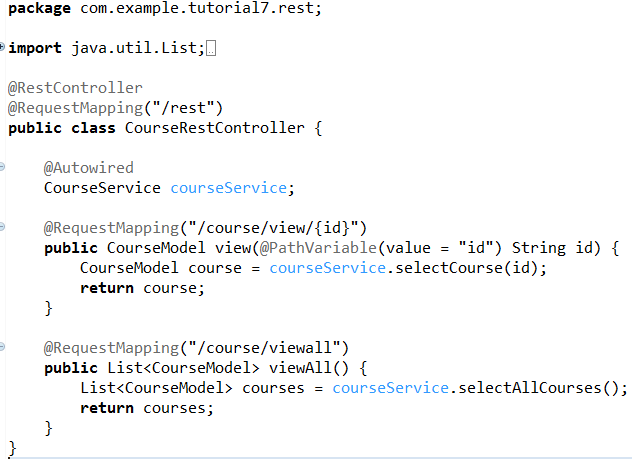 package com.example.tutorial7.rest;
import java.util.List;
@RestController
@RequestMapping("/rest")
public class CourseRestController {
@Autowired
CourseService courseService;
@RequestMapping("/course/view/{id}")
public CourseModel view(@PathVariable(value = "id") String id) {
CourseModel course = courseService.selectCourse(id);
return course;
}
@RequestMapping("/course/viewall")
public List<CourseModel> viewAll() {
List<CourseModel> courses = courseService.selectAllCourses();
return courses;
}
}